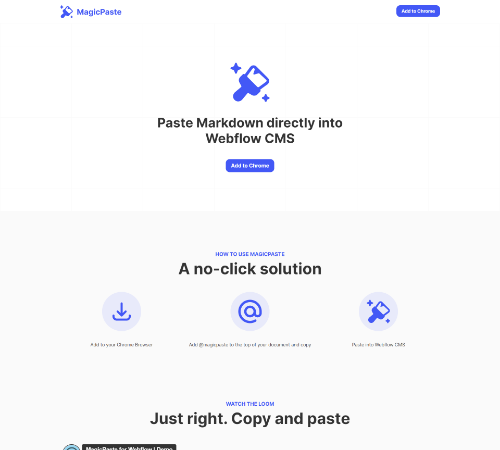 MagicPaste
Add to Chrome
Paste Markdown directly into
Webflow CMS
Add to Chrome
HOW TO USE MAGICPASTE
A no-click solution
Add to your Chrome Browser
Add @magicpaste to the top of your document and copy
Paste into Webflow CMS
WATCH THE LOOM
Just right. Copy and paste
MagicPaste for Webflow | Demo